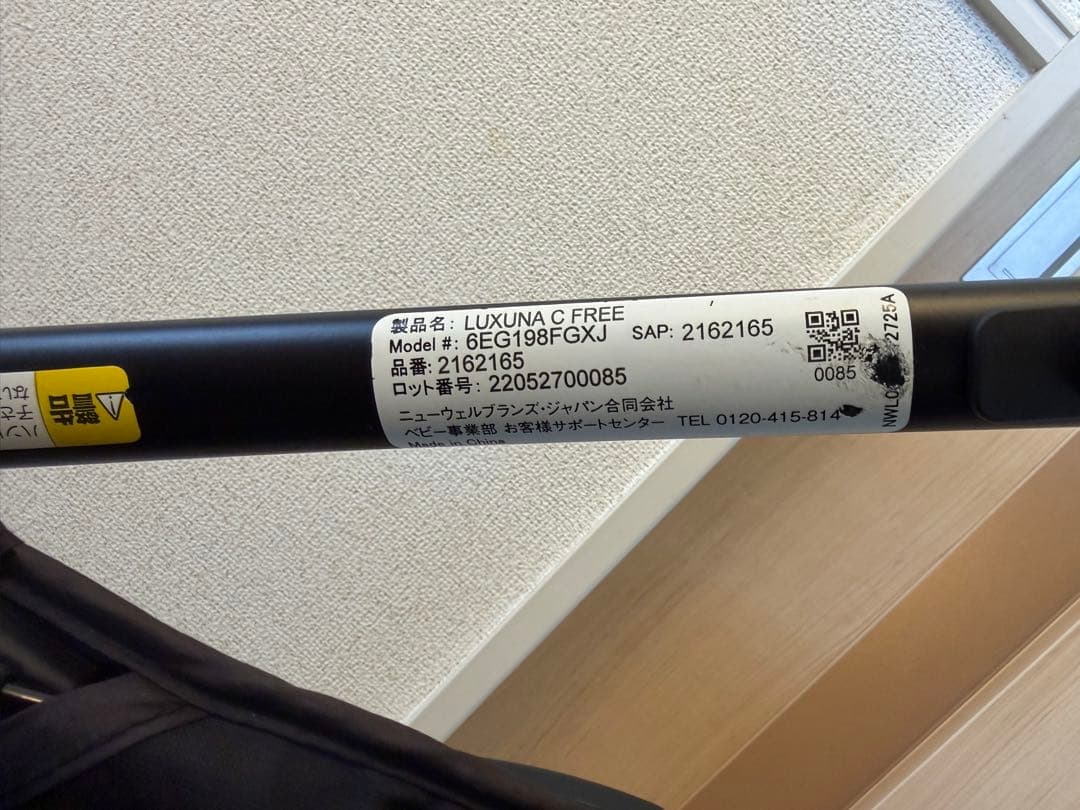 製品名: LUXUNA C FREE
Model #: 6EG198FGXJ SAP: 2162165
品番: 2162165
ロット番号: 22052700085
ニューウェルブランズ・ジャパン合同会社
ベビー事業部 お客様サポートセンター TEL 0120-415-814
Made in China
0085